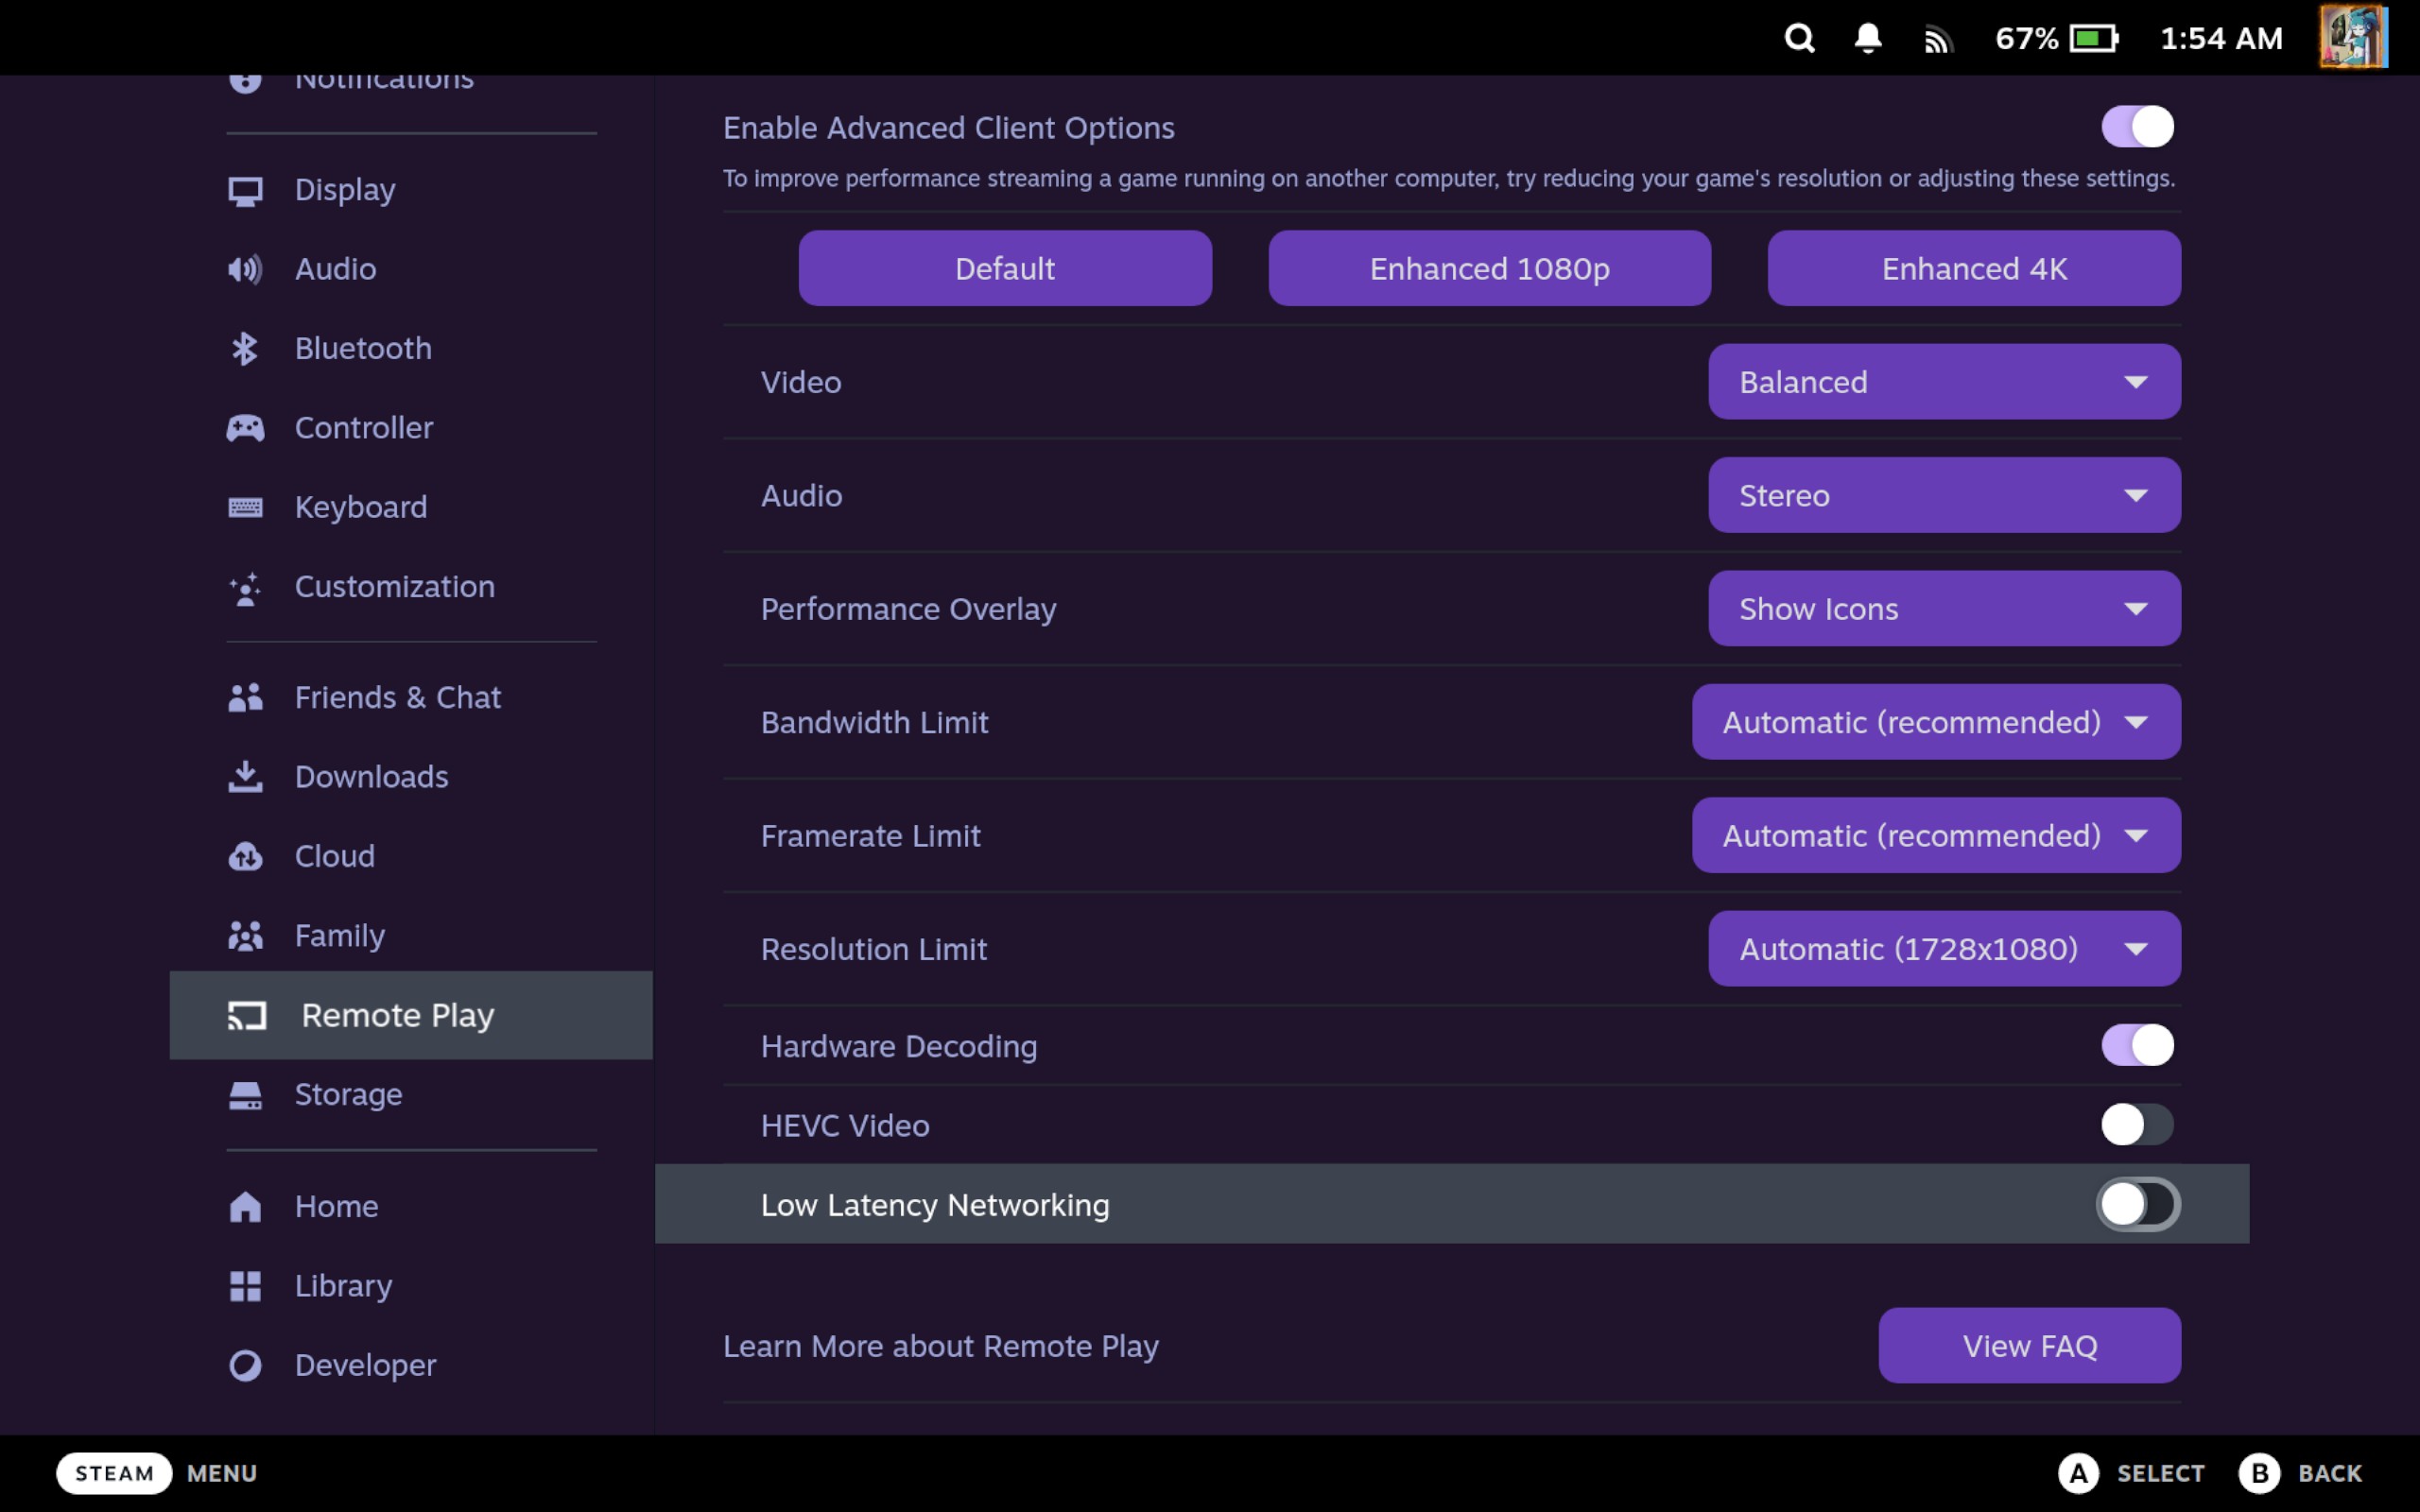 67% 1:54 AM
Notifications
Display
Audio
Bluetooth
Controller
Keyboard
Customization
Friends & Chat
Downloads
Cloud
Family
Remote Play
Storage
Home
Library
Developer
Enable Advanced Client Options
To improve performance streaming a game running on another computer, try reducing your game's resolution or adjusting these settings.
Default Enhanced 1080p Enhanced 4K
Video Balanced
Audio Stereo
Performance Overlay Show Icons
Bandwidth Limit Automatic (recommended)
Framerate Limit Automatic (recommended)
Resolution Limit Automatic (1728x1080)
Hardware Decoding
HEVC Video
Low Latency Networking
Learn More about Remote Play View FAQ
STEAM MENU A SELECT B BACK